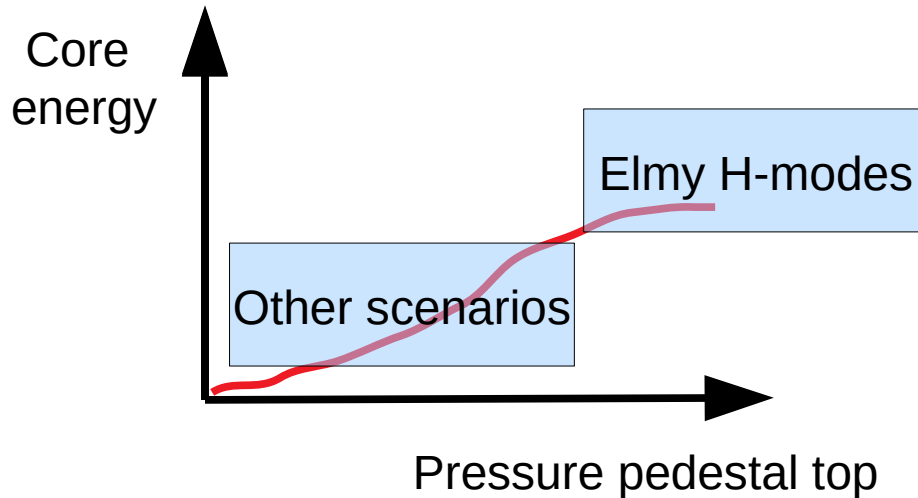 Core
energy
Elmy H-modes
Other scenarios
Pressure pedestal top